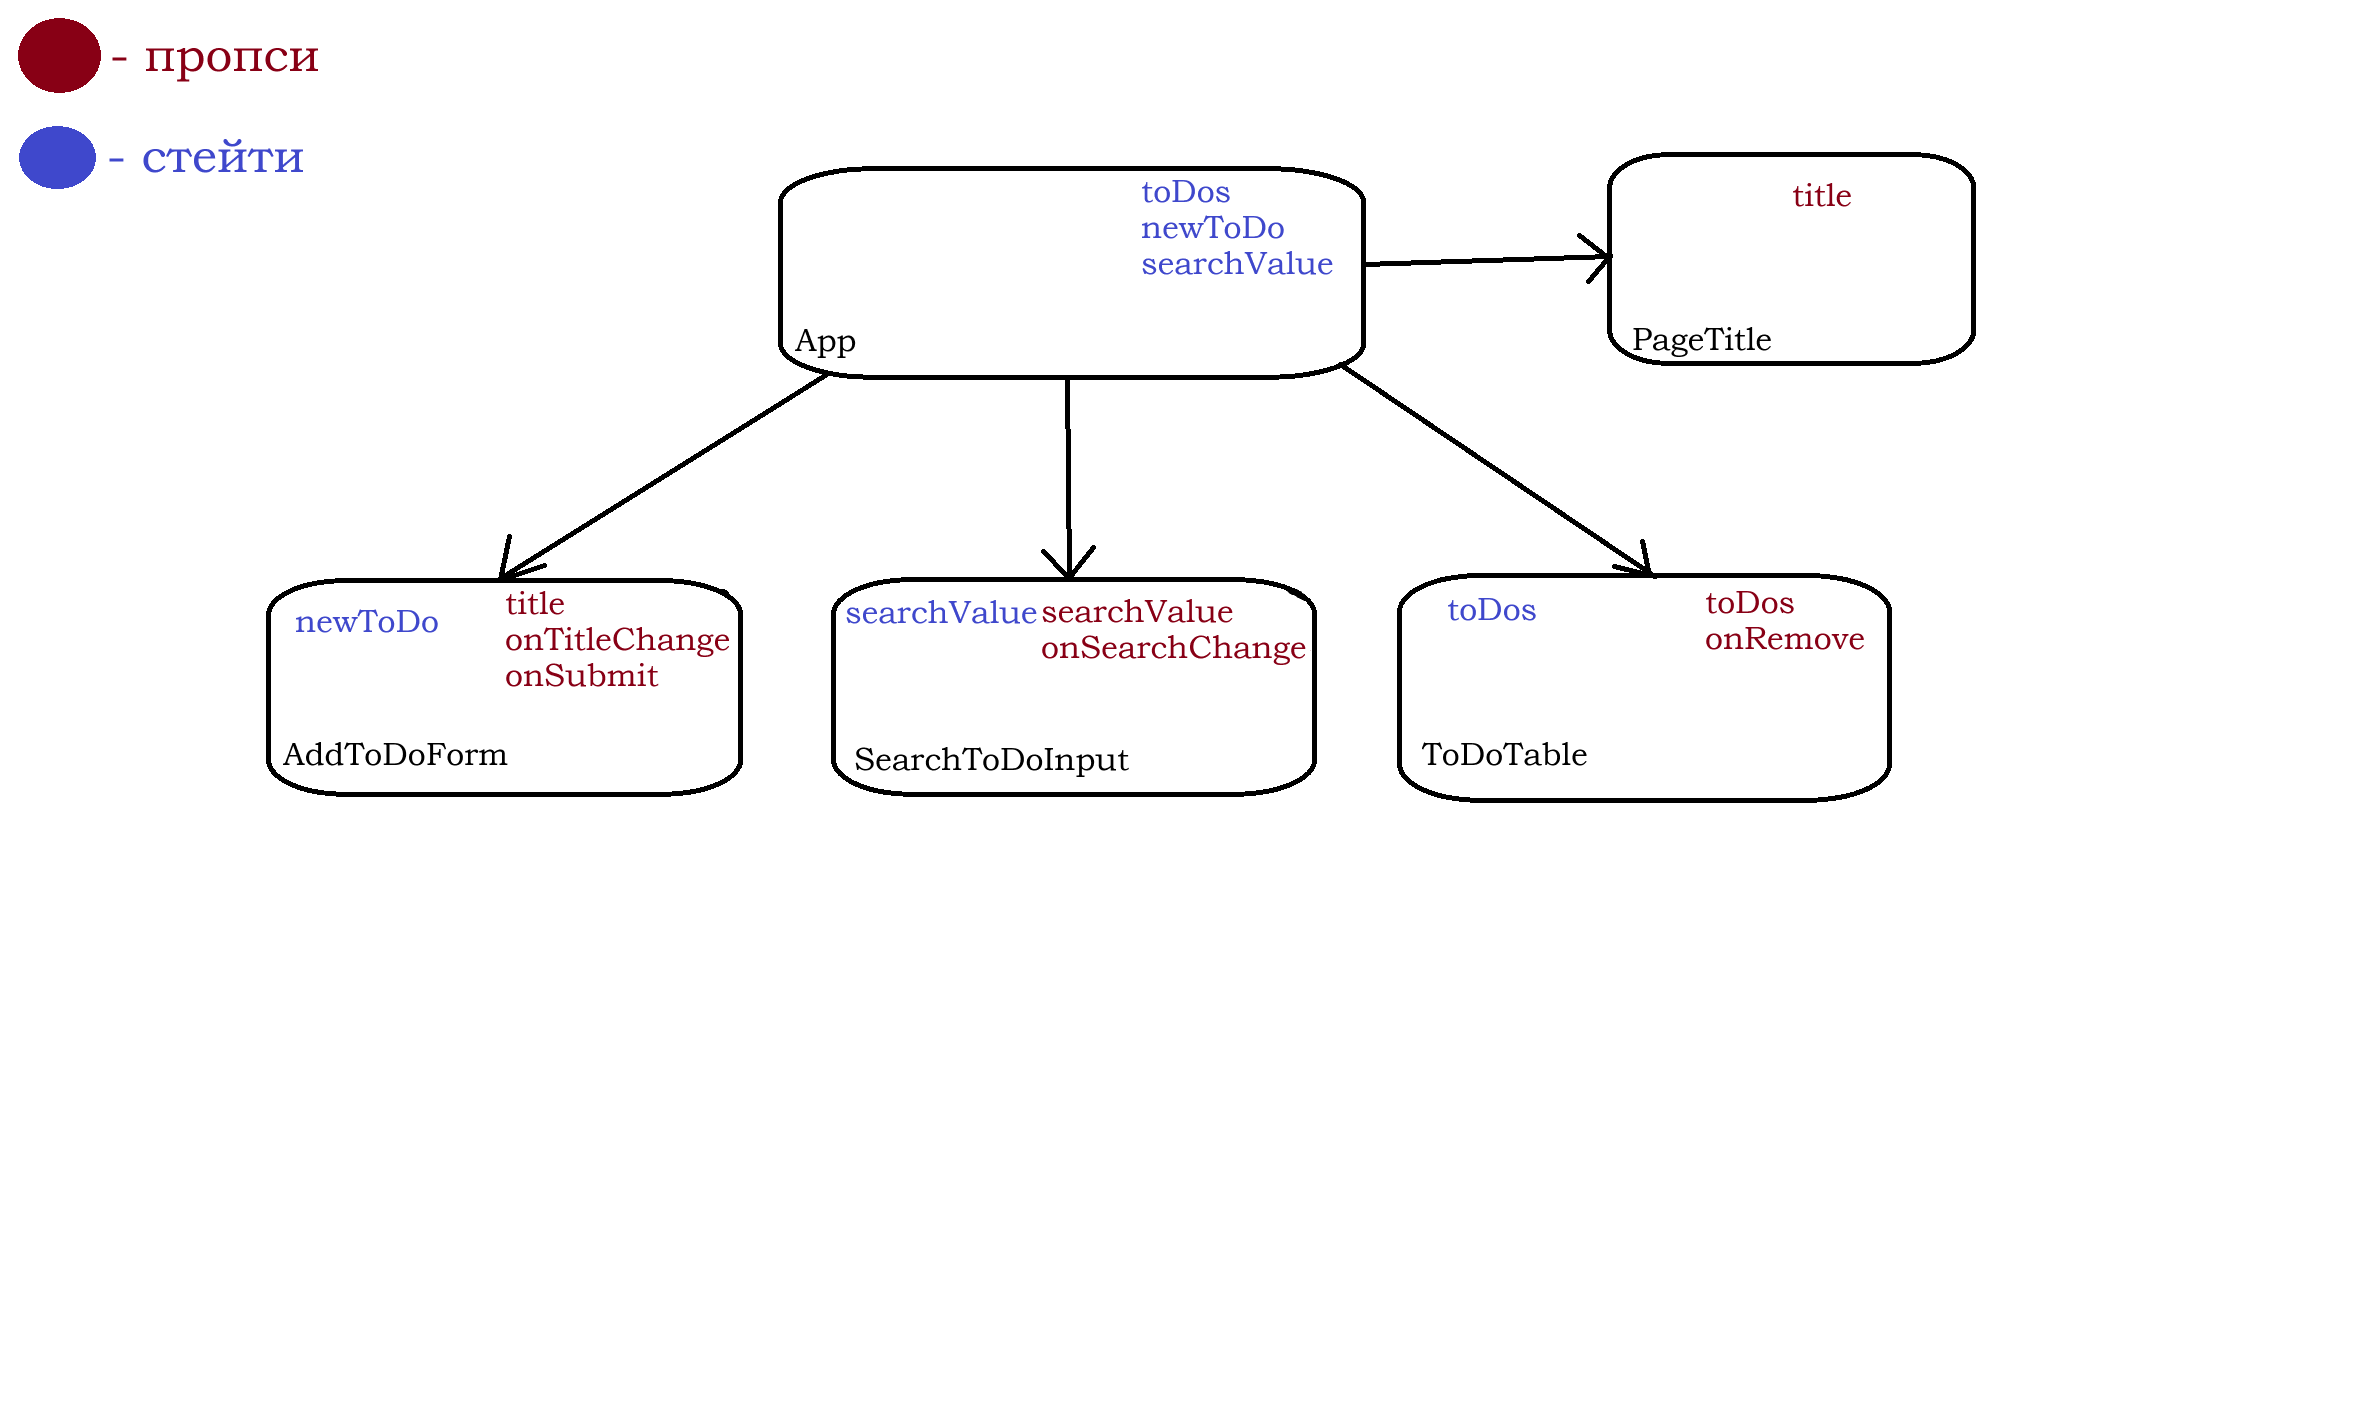 - пропси
- стейти
toDos
newToDo
searchValue
App
title
PageTitle
newToDo
title
onTitleChange
onSubmit
AddToDoForm
searchValue
searchValue
onSearchChange
SearchToDoInput
toDos
toDos
onRemove
ToDoTable